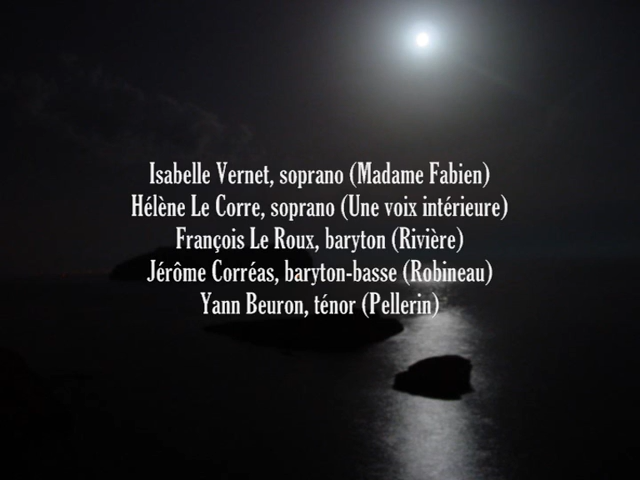 Isabelle Vernet, soprano (Madame Fabien)
Hélène Le Corre, soprano (Une voix intérieure)
François Le Roux, baryton (Rivière)
Jérôme Corréas, baryton-basse (Robineau)
Yann Beuron, ténor (Pellerin)